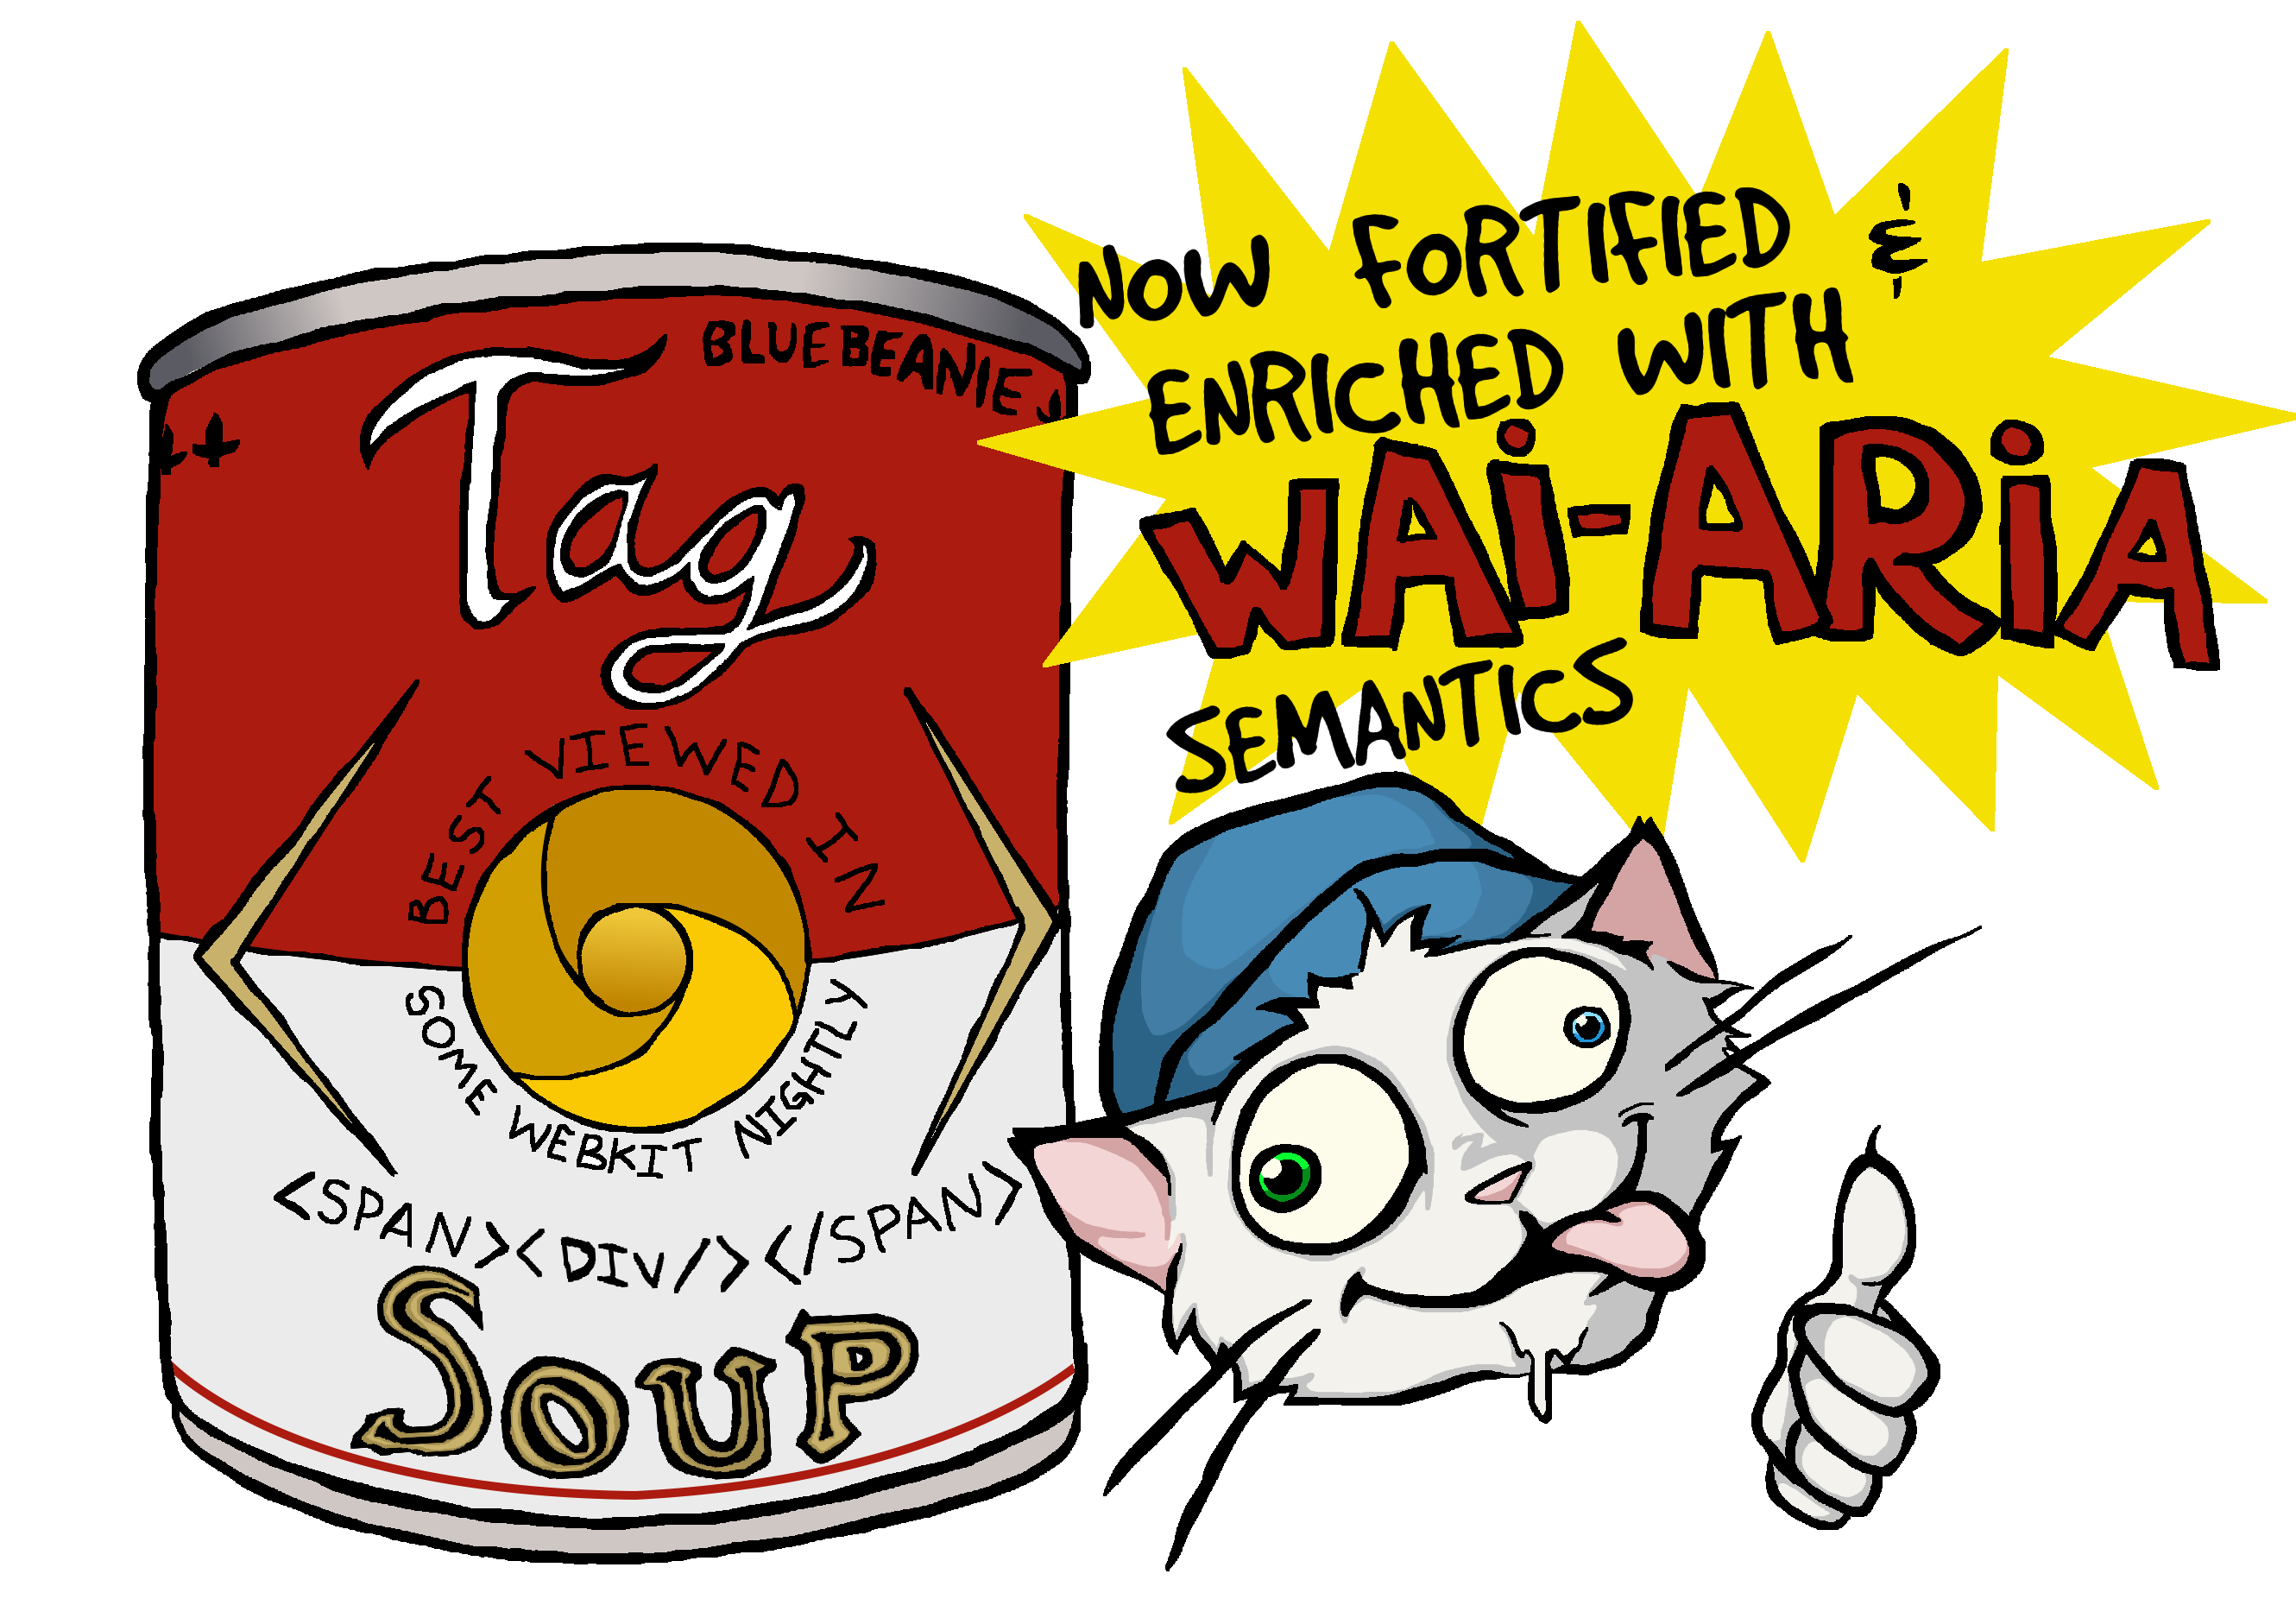 BLUEBEANIE
Tag
BEST VIEWED IN
SOME WEBKIT NIGHTLY
<SPAN><DIV/></SPAN>
SOUP
NOW FORTIFIED &
ENRICHED WITH
WAi-ARiA
SEMANTICS